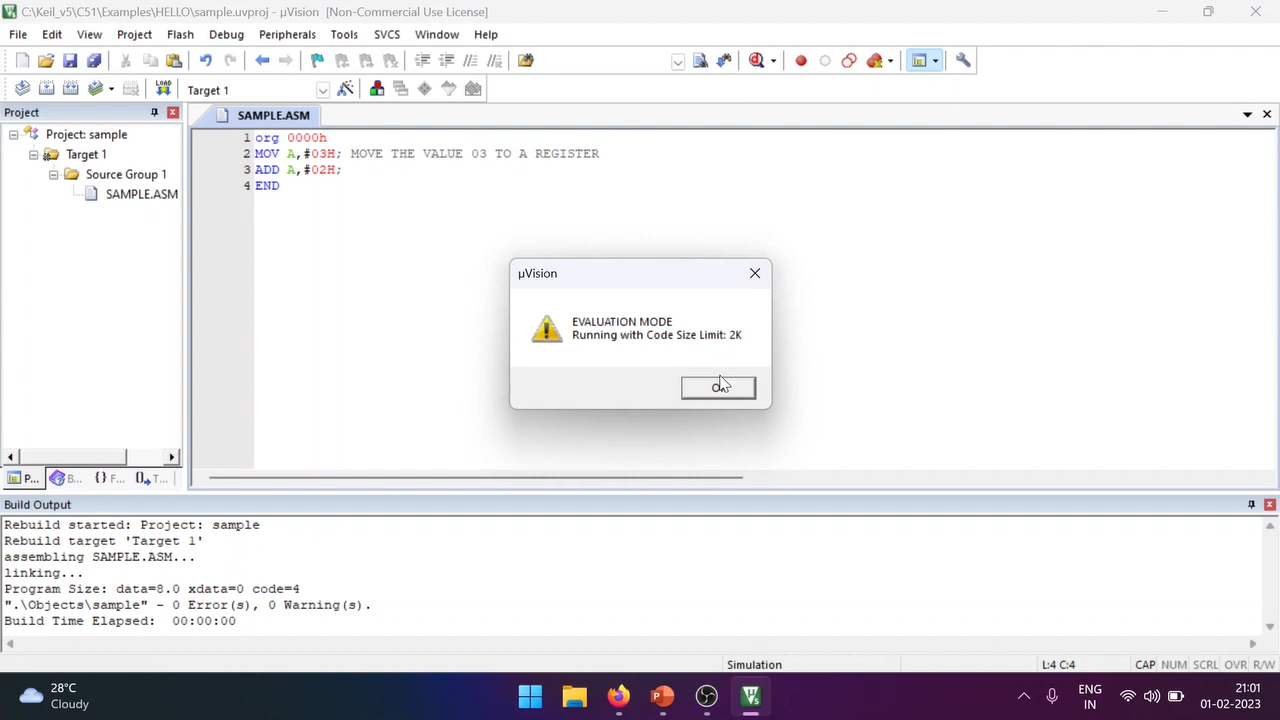 C:\Keil_v5\C51\Examples\HELLO\sample.uvproj - µVision [Non-Commercial Use License]
File Edit View Project Flash Debug Peripherals Tools SVCS Window Help
LOAD Target 1
Project
SAMPLE.ASM
Project: sample
Target 1
Source Group 1
SAMPLE.ASM
1 org 0000h
2 MOV A,#03H; MOVE THE VALUE 03 TO A REGISTER
3 ADD A,#02H;
4 END
µVision
EVALUATION MODE
Running with Code Size Limit: 2K
P... B... {} F... T...
Build Output
Rebuild started: Project: sample
Rebuild target 'Target 1'
assembling SAMPLE.ASM...
linking...
Program Size: data=8.0 xdata=0 code=4
".\Objects\sample" - 0 Error(s), 0 Warning(s).
Build Time Elapsed: 00:00:00
Simulation L:4 C:4 CAP NUM SCRL OVR R/W
28°C
Cloudy
ENG
IN
21:01
01-02-2023